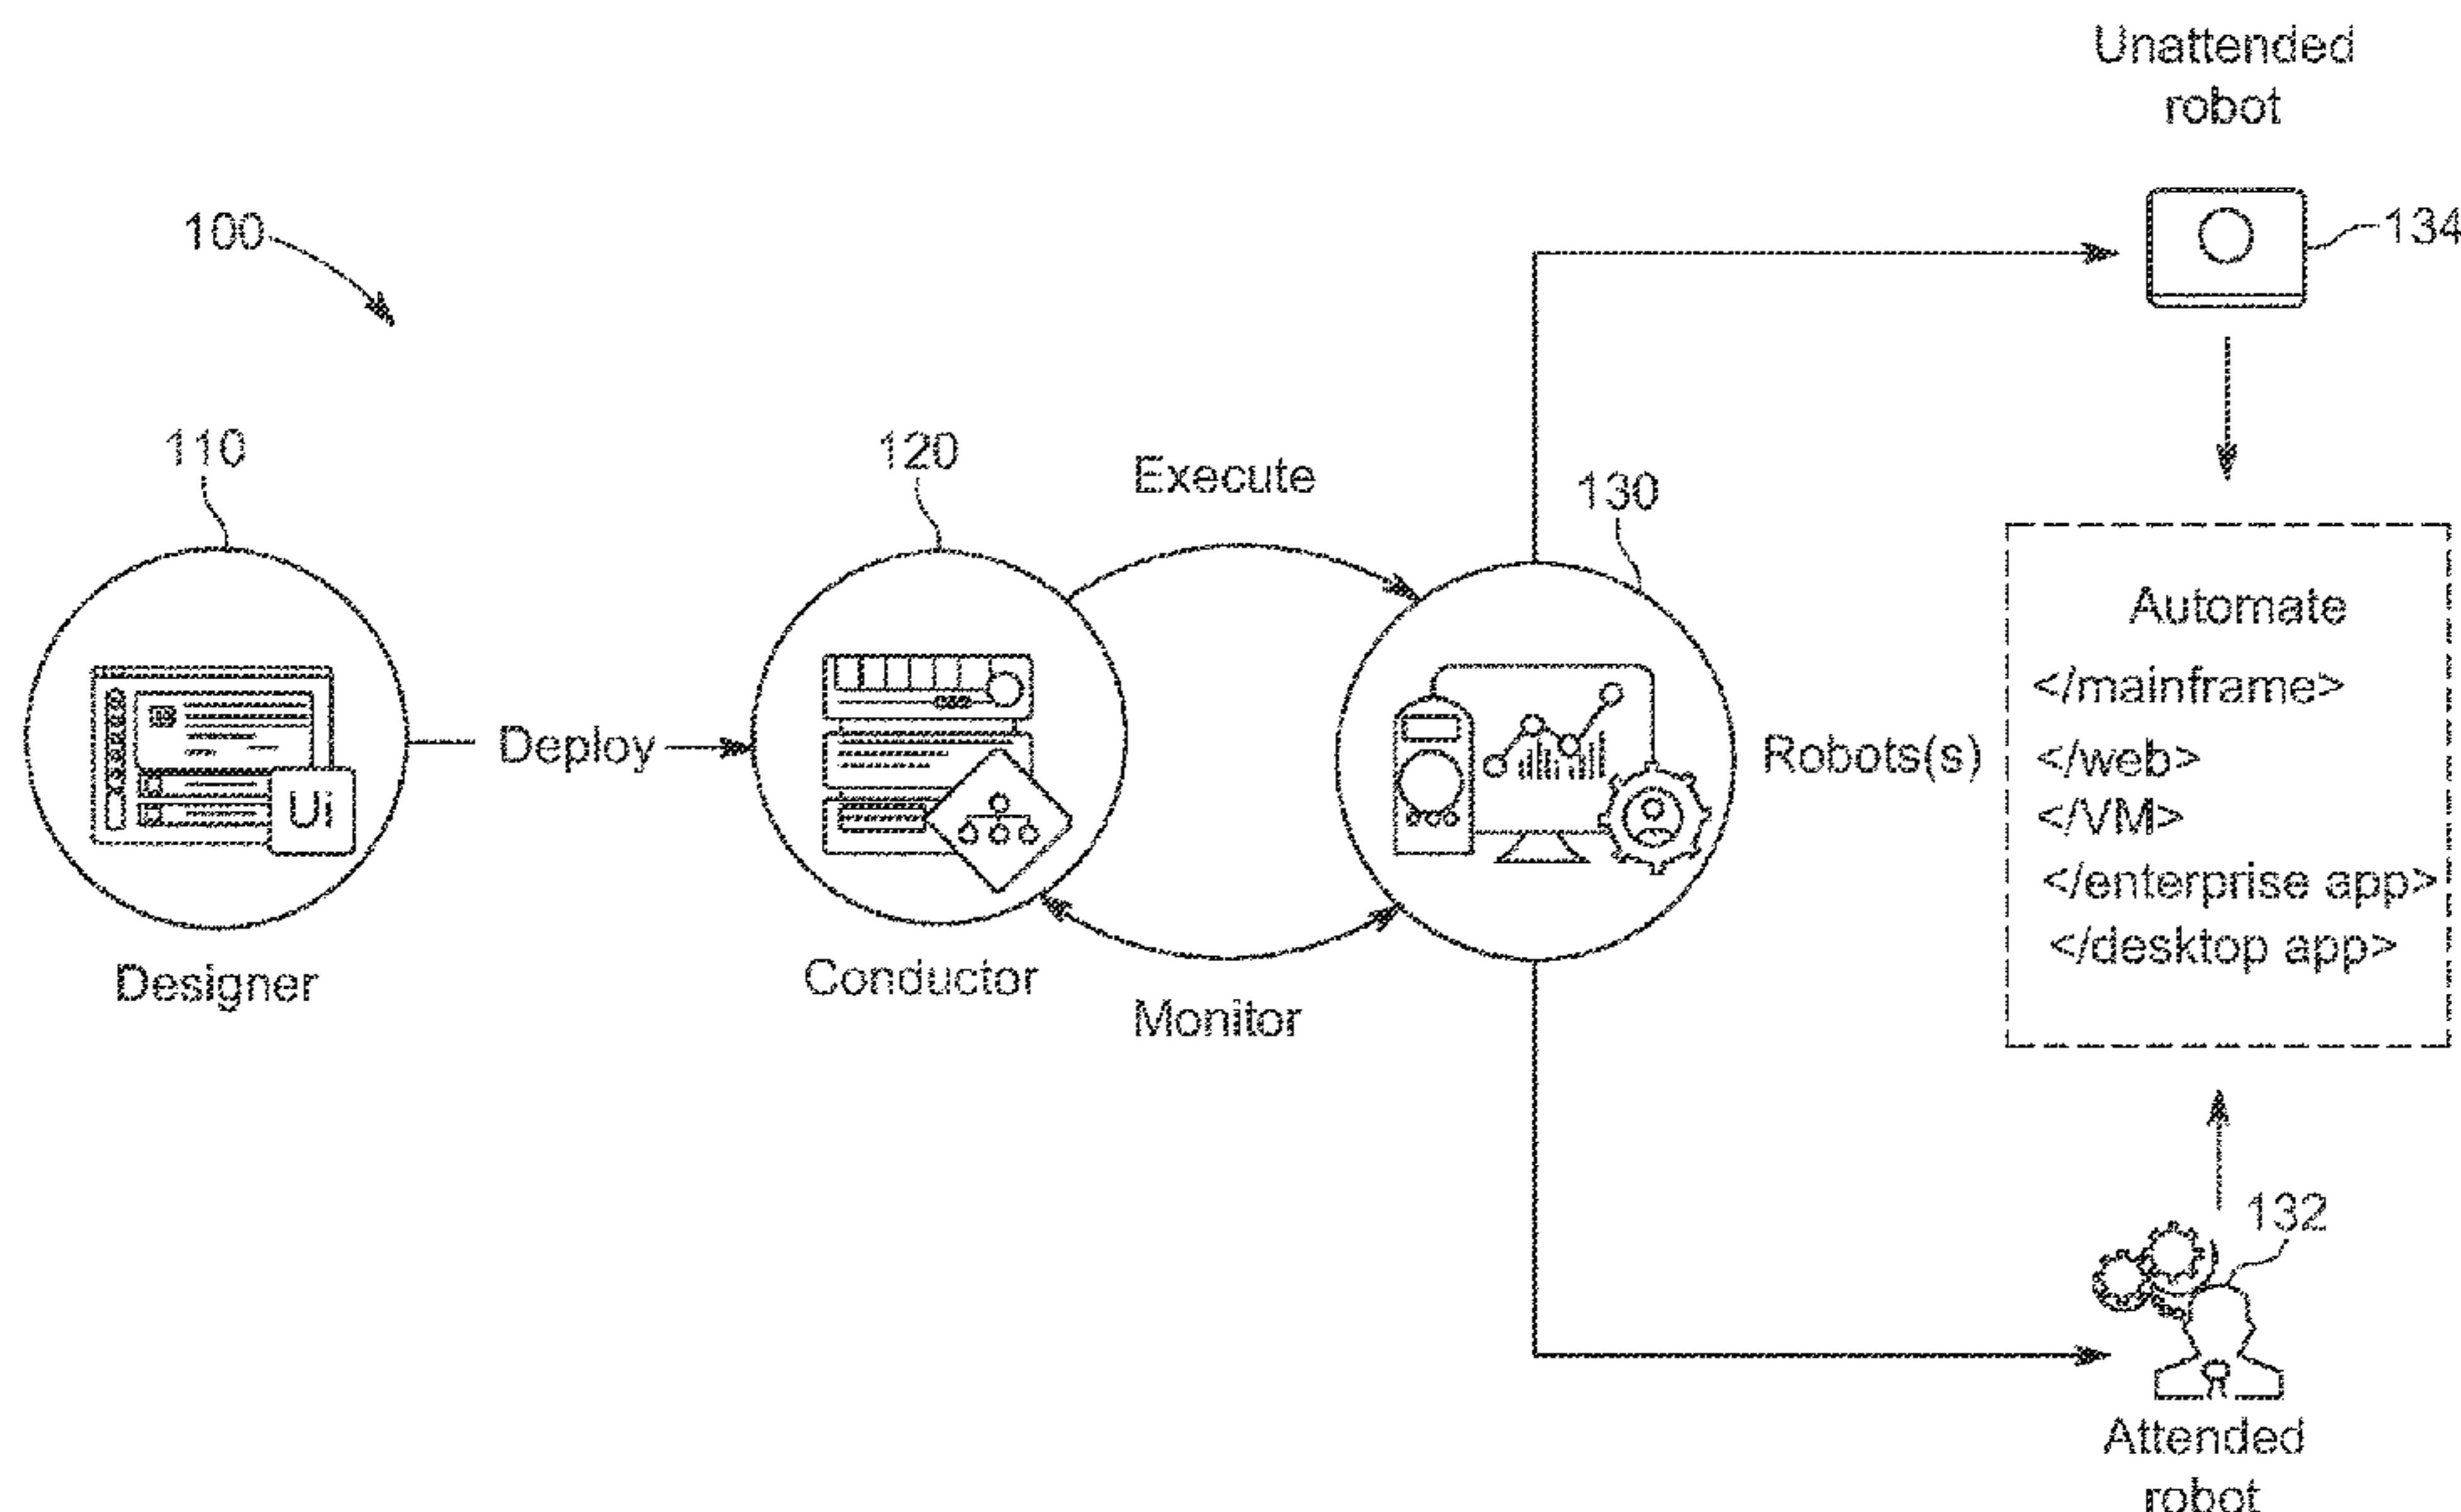 Unattended
robot
100
134
110
120
Execute
130
Automate
</mainframe>
</web>
</VM>
</enterprise app>
</desktop app>
Ui
Deploy
Robots(s)
Designer
Conductor
Monitor
132
Attended
robot